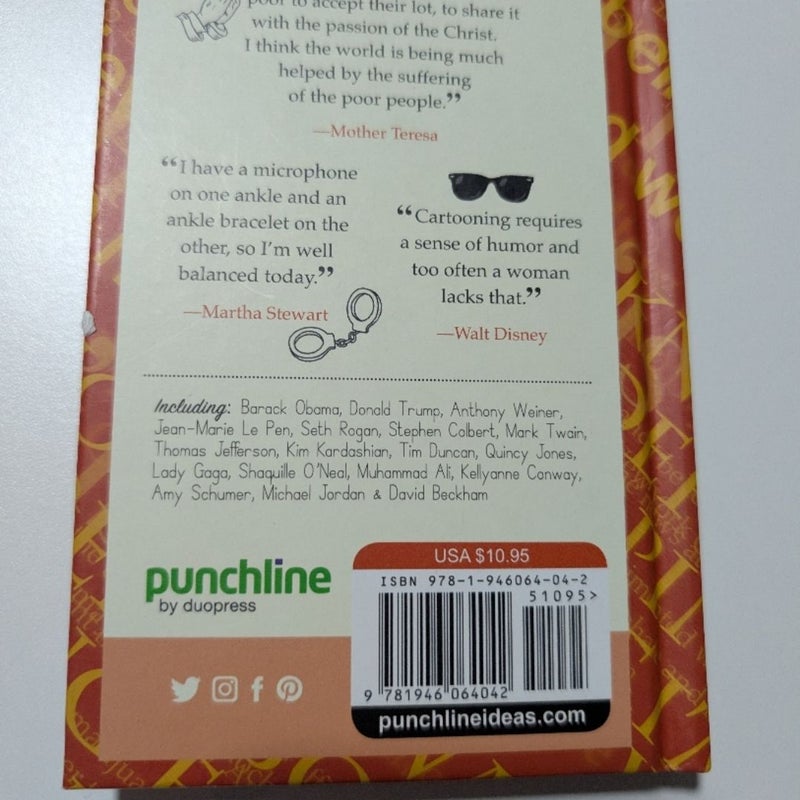 poor to accept their lot, to share it
with the passion of the Christ.
I think the world is being much
helped by the suffering
of the poor people.”
—Mother Teresa
“I have a microphone
on one ankle and an
ankle bracelet on the
other, so I’m well
balanced today.”
—Martha Stewart
“Cartooning requires
a sense of humor and
too often a woman
lacks that.”
—Walt Disney
Including: Barack Obama, Donald Trump, Anthony Weiner,
Jean-Marie Le Pen, Seth Rogan, Stephen Colbert, Mark Twain,
Thomas Jefferson, Kim Kardashian, Tim Duncan, Quincy Jones,
Lady Gaga, Shaquille O’Neal, Muhammad Ali, Kellyanne Conway,
Amy Schumer, Michael Jordan & David Beckham
punchline
by duopress
USA $10.95
ISBN 978-1-946064-04-2
51095>
9 781946 064042
punchlineideas.com